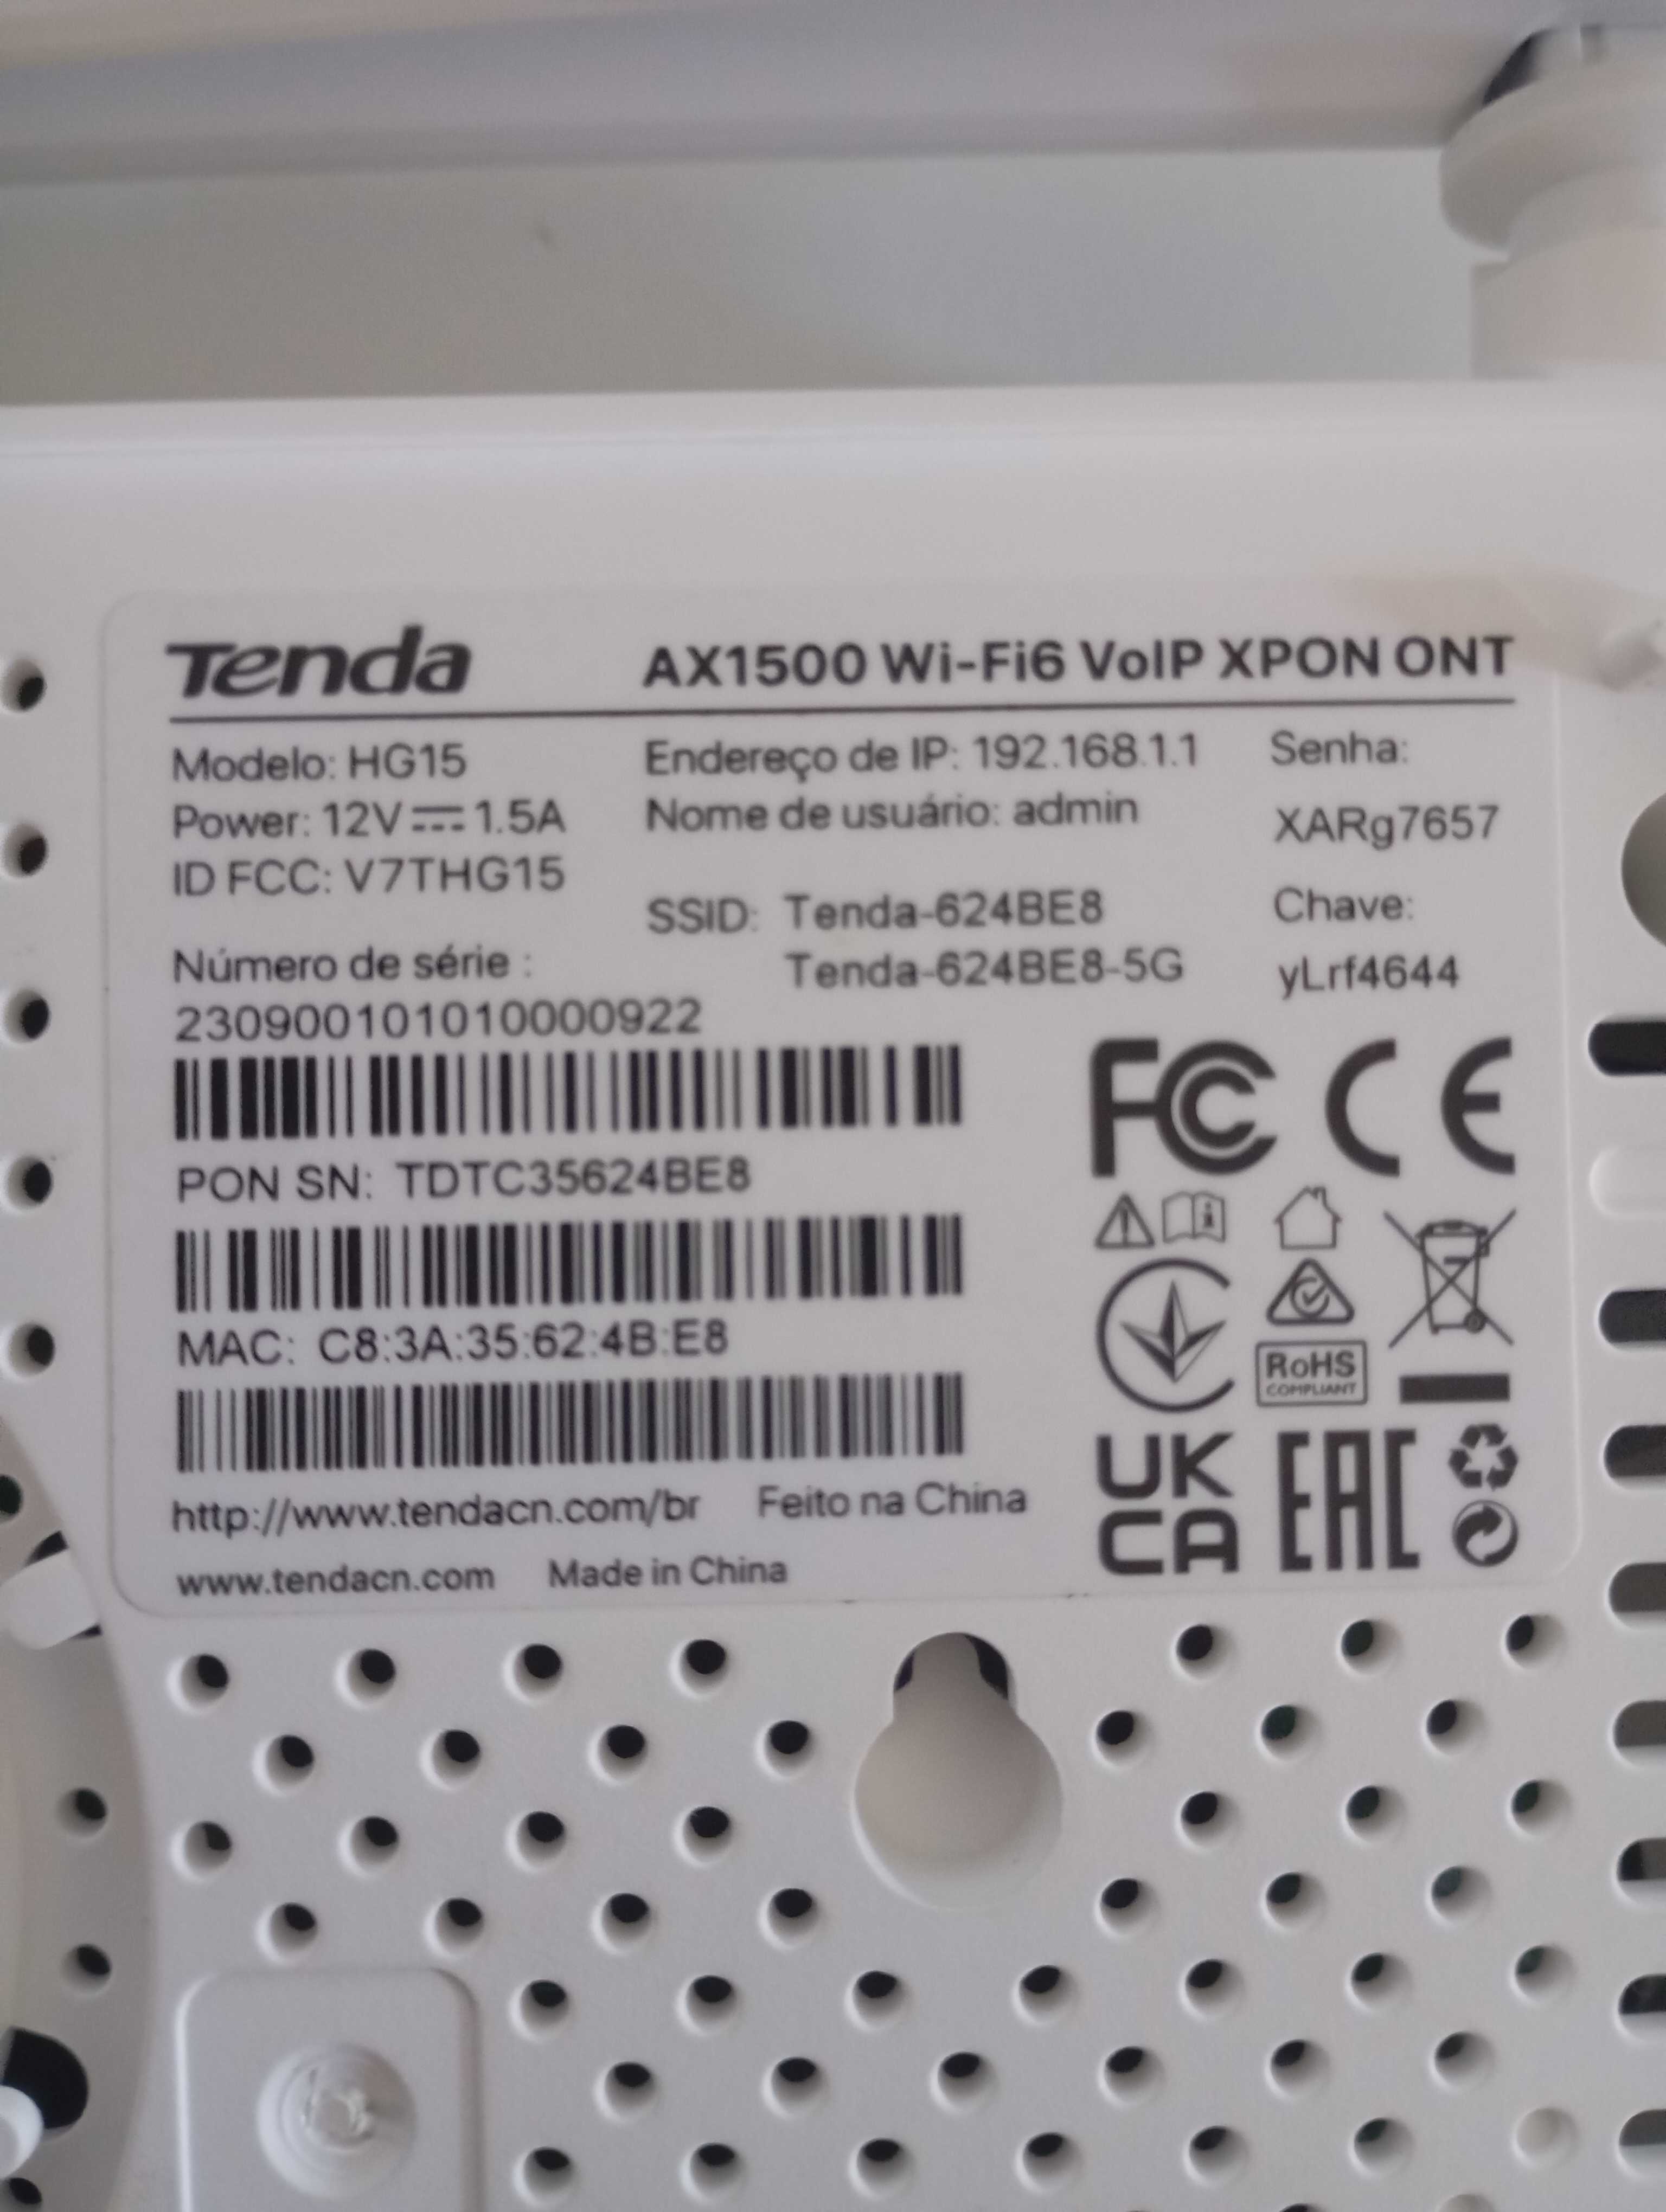 Tenda AX1500 Wi-Fi6 VoIP XPON ONT
Modelo: HG15
Power: 12V⎓1.5A
ID FCC: V7THG15
Endereço de IP: 192.168.1.1
Nome de usuário: admin
Senha:
XARg7657
SSID: Tenda-624BE8
Tenda-624BE8-5G
Chave:
yLrf4644
Número de série :
230900101010000922
PON SN: TDTC35624BE8
MAC: C8:3A:35:62:4B:E8
http://www.tendacn.com/br Feito na China
www.tendacn.com Made in China
FC CE
RoHS
COMPLIANT
UK
CA
EAC